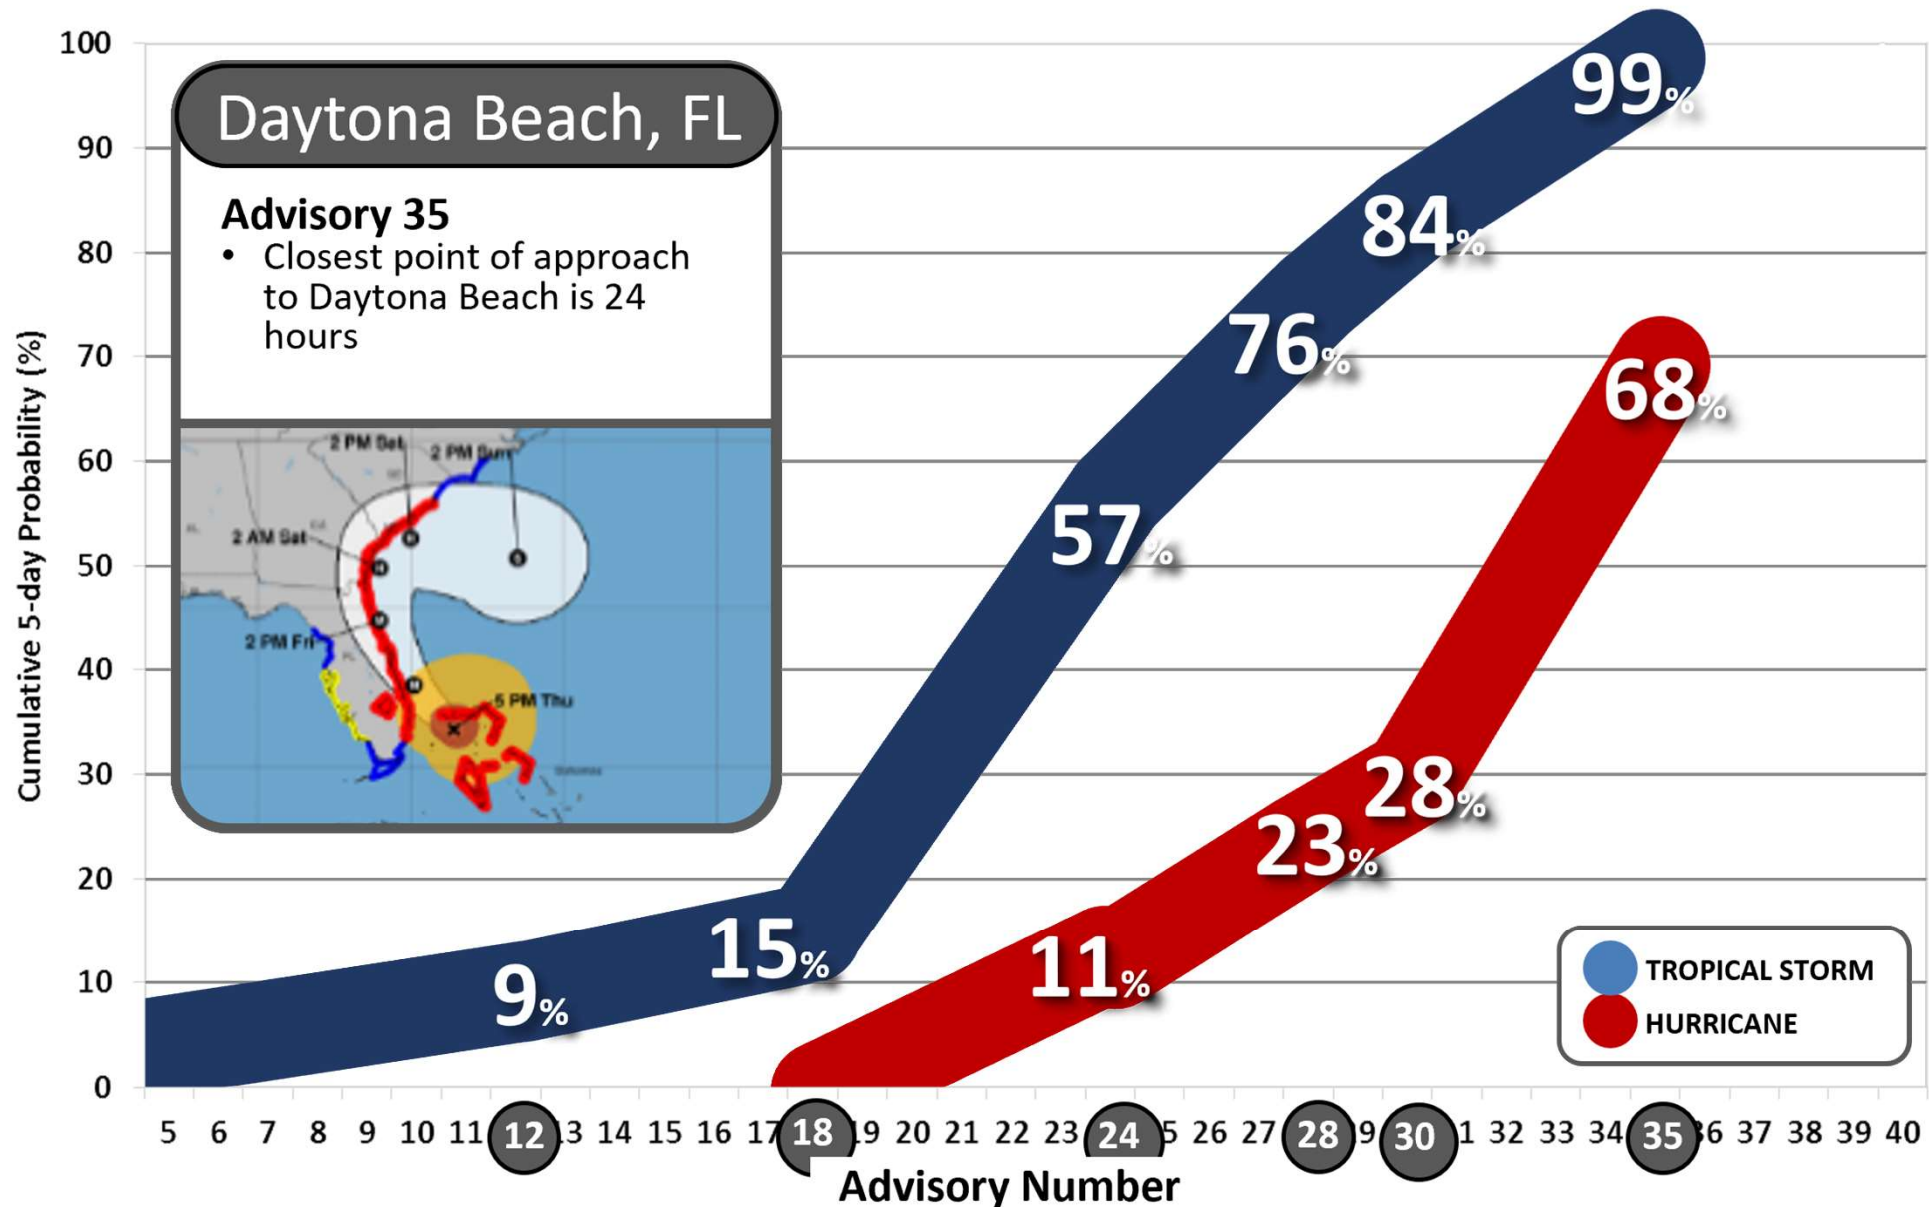 100
90
80
70
60
50
40
30
20
10
0
Cumulative 5-day Probability (%)
Daytona Beach, FL
Advisory 35
• Closest point of approach
to Daytona Beach is 24
hours
2 PM Sat
2 PM Sun
2 AM Sat
2 PM Fri
5 PM Thu
99%
84%
76%
68%
57%
28%
23%
15%
11%
9%
TROPICAL STORM
HURRICANE
5 6 7 8 9 10 11 12 13 14 15 16 17 18 19 20 21 22 23 24 5 26 27 28 9 30 1 32 33 34 35 36 37 38 39 40
Advisory Number